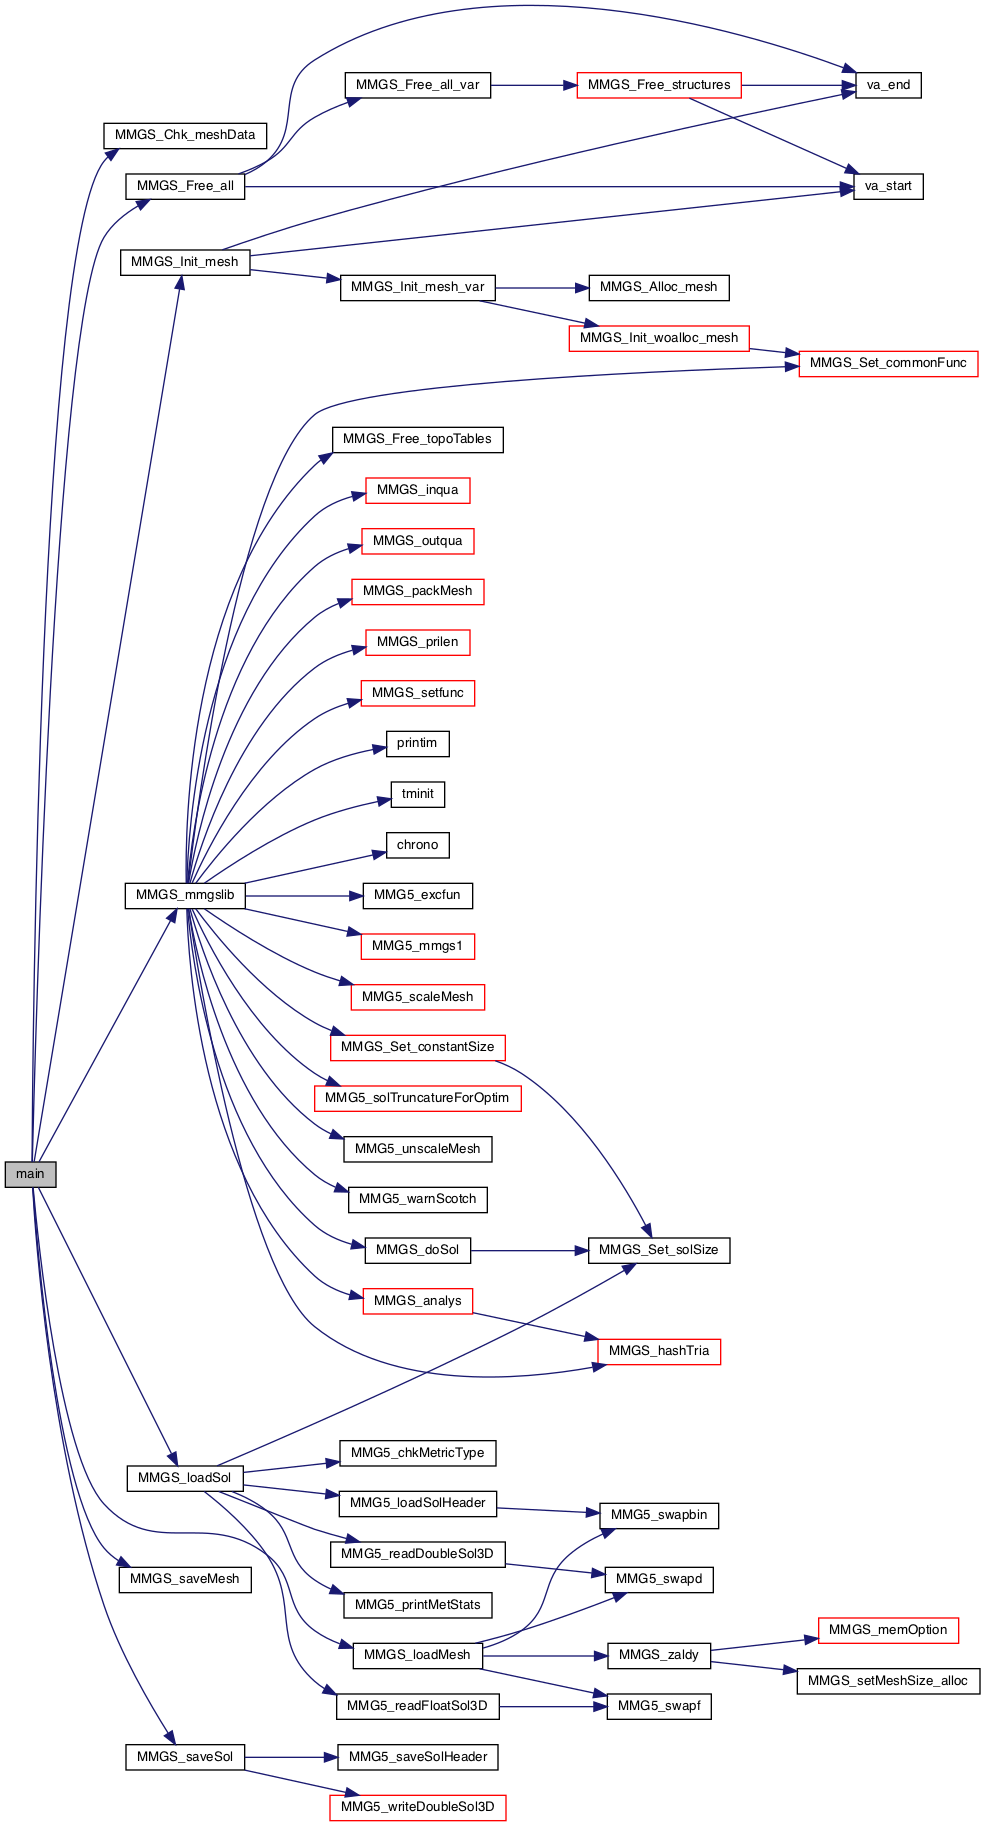 MMGS_Free_all_var
MMGS_Free_structures
va_end
MMGS_Chk_meshData
MMGS_Free_all
va_start
MMGS_Init_mesh
MMGS_Init_mesh_var
MMGS_Alloc_mesh
MMGS_Init_woalloc_mesh
MMGS_Set_commonFunc
MMGS_Free_topoTables
MMGS_inqua
MMGS_outqua
MMGS_packMesh
MMGS_prilen
MMGS_setfunc
printim
tminit
chrono
MMGS_mmgslib
MMG5_excfun
MMG5_mmgs1
MMG5_scaleMesh
MMGS_Set_constantSize
MMG5_solTruncatureForOptim
MMG5_unscaleMesh
main
MMG5_warnScotch
MMGS_doSol
MMGS_Set_solSize
MMGS_analys
MMGS_hashTria
MMG5_chkMetricType
MMGS_loadSol
MMG5_loadSolHeader
MMG5_swapbin
MMG5_readDoubleSol3D
MMGS_saveMesh
MMG5_swapd
MMG5_printMetStats
MMGS_memOption
MMGS_loadMesh
MMGS_zaldy
MMGS_setMeshSize_alloc
MMG5_readFloatSol3D
MMG5_swapf
MMGS_saveSol
MMG5_saveSolHeader
MMG5_writeDoubleSol3D